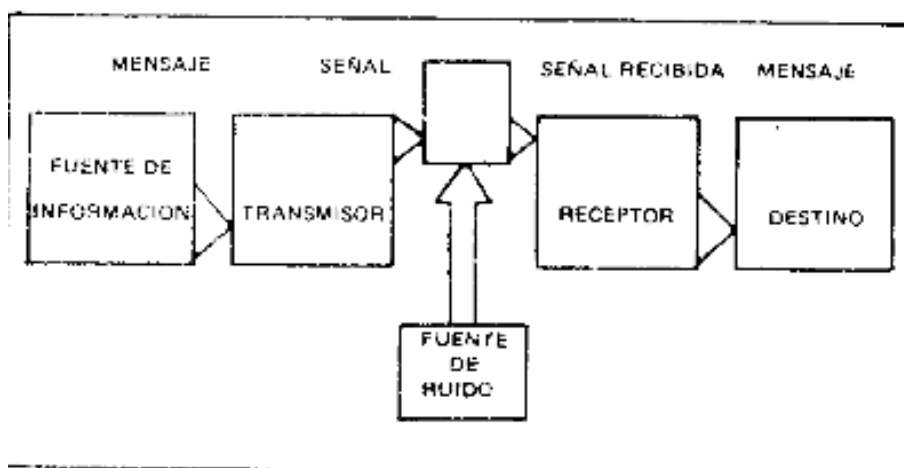 MENSAJE
SEÑAL
SEÑAL RECIBIDA
MENSAJE
FUENTE DE
INFORMACION
TRANSMISOR
RECEPTOR
DESTINO
FUENTE
DE
RUIDO